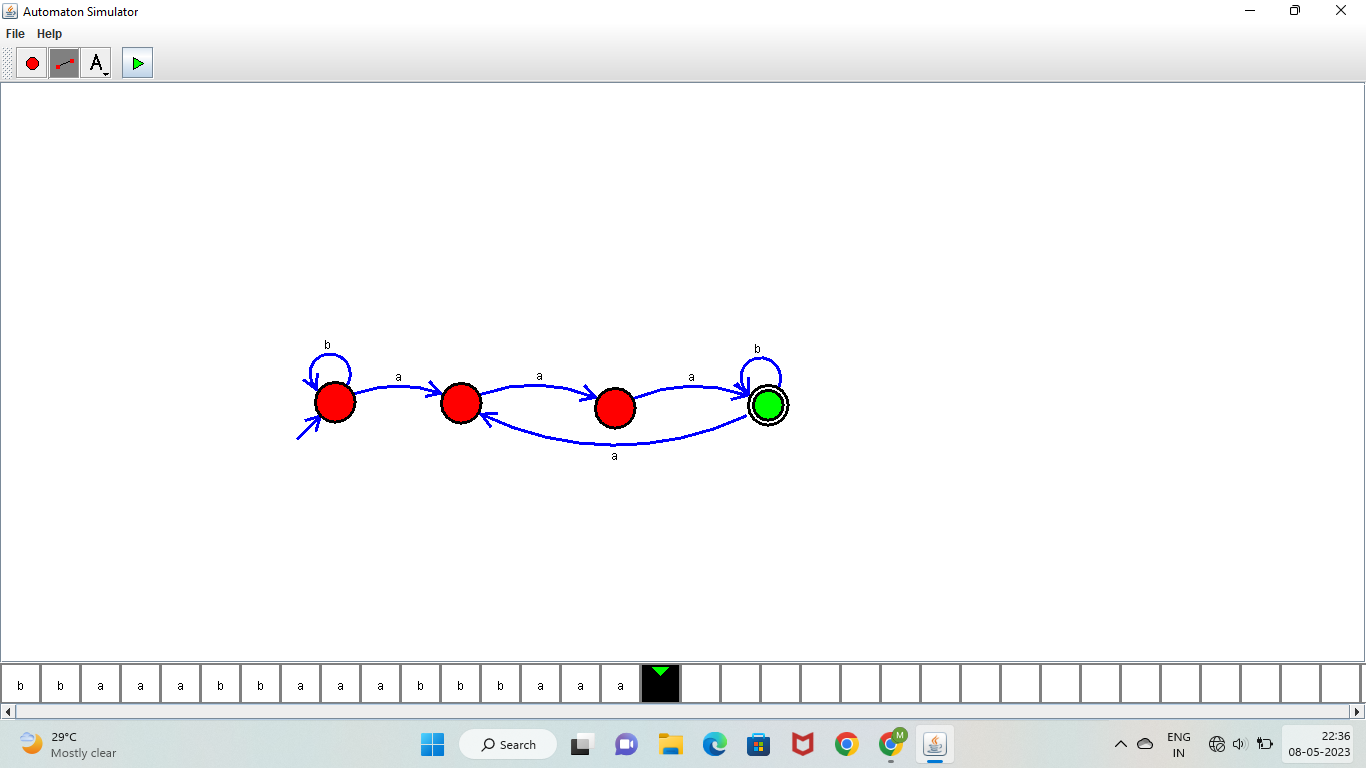 Automaton Simulator
File Help
A
b
b
a
a
a
a
b b a a a b b a a a b b b a a a
29°C
Mostly clear
Search
M
ENG
IN
22:36
08-05-2023